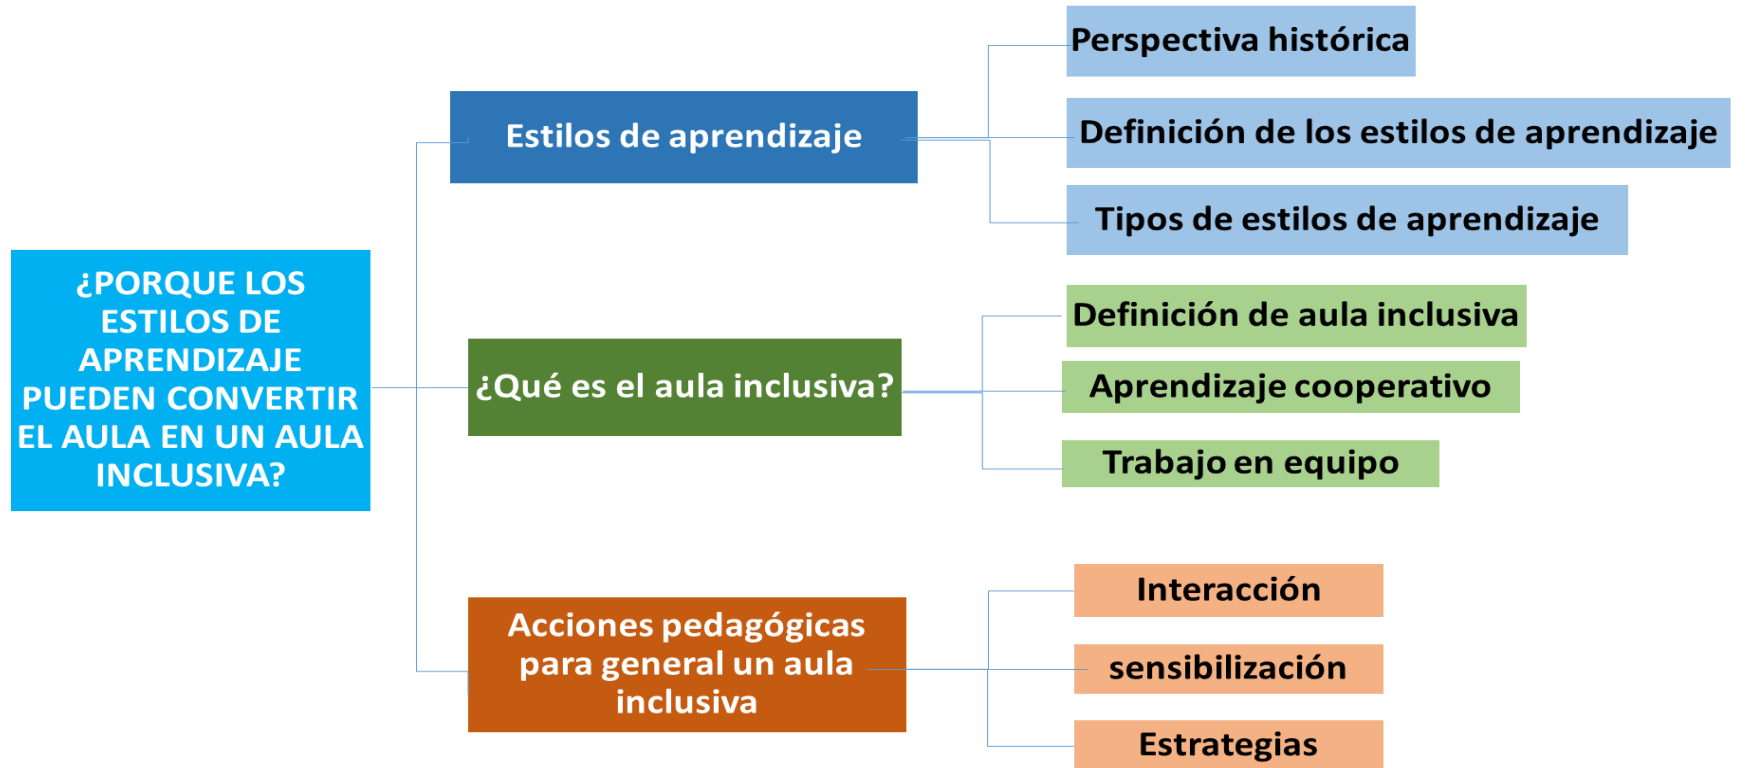 ¿PORQUE LOS
ESTILOS DE
APRENDIZAJE
PUEDEN CONVERTIR
EL AULA EN UN AULA
INCLUSIVA?
Estilos de aprendizaje
Perspectiva histórica
Definición de los estilos de aprendizaje
Tipos de estilos de aprendizaje
¿Qué es el aula inclusiva?
Definición de aula inclusiva
Aprendizaje cooperativo
Trabajo en equipo
Acciones pedagógicas
para general un aula
inclusiva
Interacción
sensibilización
Estrategias